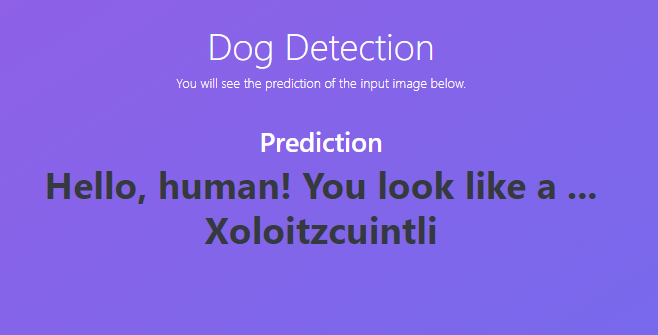 Dog Detection
You will see the prediction of the input image below.
Prediction
Hello, human! You look like a ...
Xoloitzcuintli